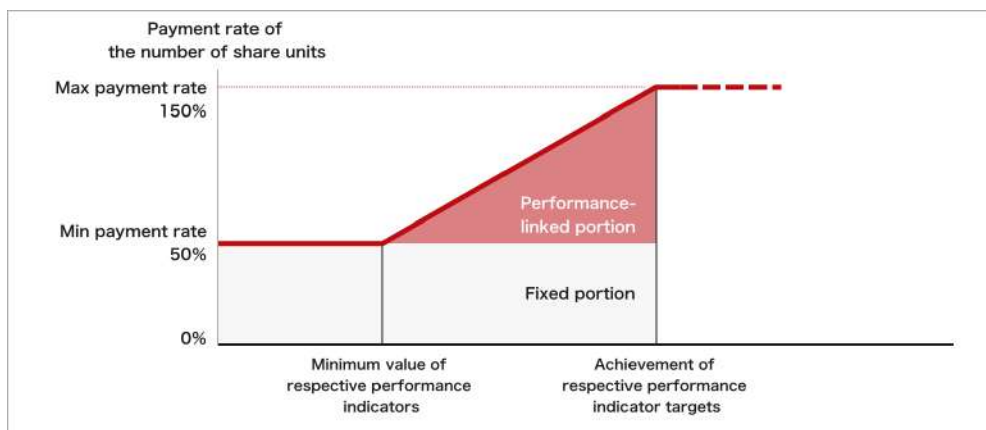 Payment rate of
the number of share units
Max payment rate
150%
Performance-
linked portion
Min payment rate
50%
Fixed portion
0%
Minimum value of
respective performance
indicators
Achievement of
respective performance
indicator targets